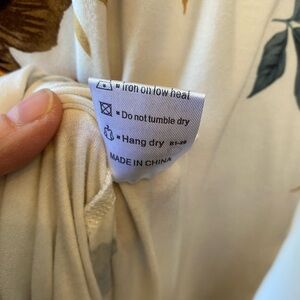 Iron on low heat
Do not tumble dry
Hang dry
MADE IN CHINA